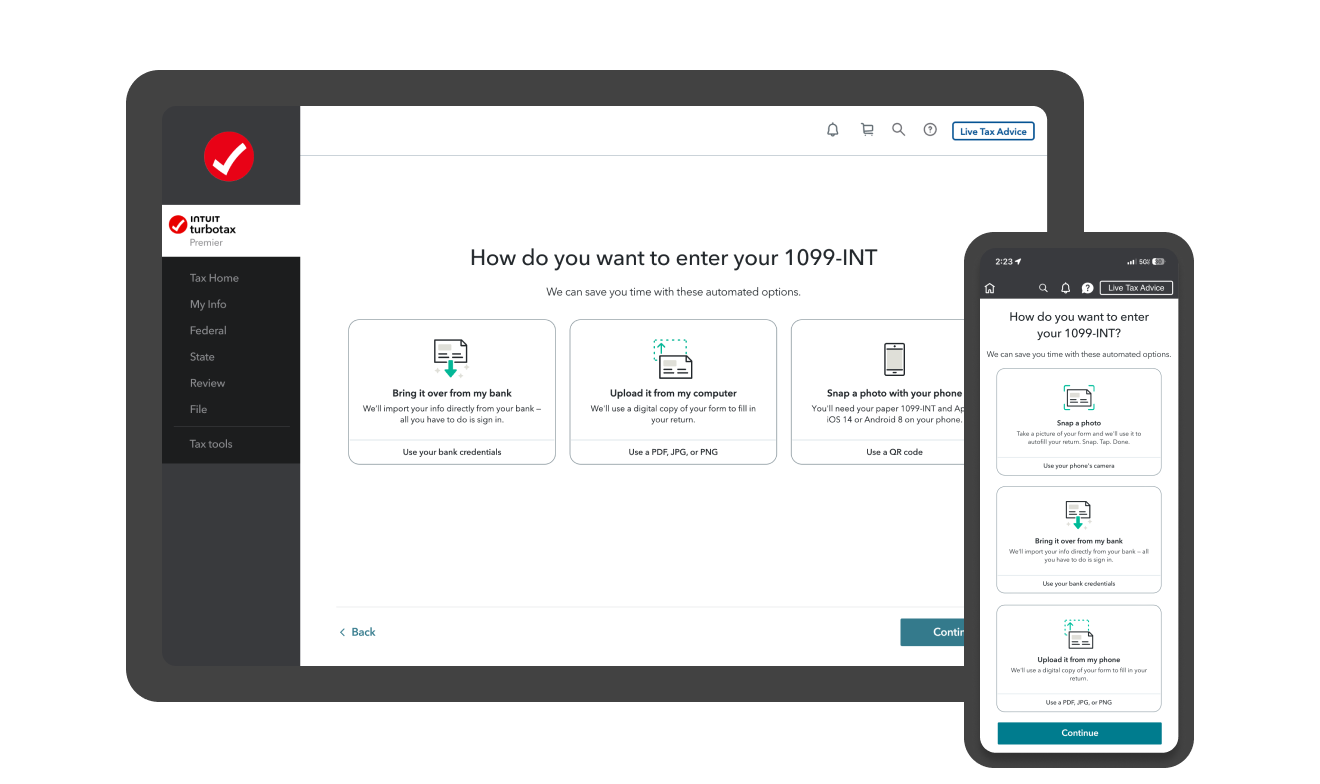 Live Tax Advice
INTUIT
turbotax
Premier
Tax Home
My Info
Federal
State
Review
File
Tax tools
How do you want to enter your 1099-INT
We can save you time with these automated options.
Bring it over from my bank
We'll import your info directly from your bank –
all you have to do is sign in.
Use your bank credentials
Upload it from my computer
We'll use a digital copy of your form to fill in
your return.
Use a PDF, JPG, or PNG
Snap a photo with your phone
You'll need your paper 1099-INT and
iOS 14 or Android 8 on your phone.
Use a QR code
Back
2:23
5G
Live Tax Advice
How do you want to enter
your 1099-INT?
We can save you time with these automated options.
Snap a photo
Take a picture of your form and we'll use it to
autofill your return. Snap. Tap. Done.
Use your phone's camera
Bring it over from my bank
We'll import your info directly from your bank – all
you have to do is sign in.
Use your bank credentials
Upload it from my phone
We'll use a digital copy of your form to fill in your
return.
Use a PDF, JPG, or PNG
Continue